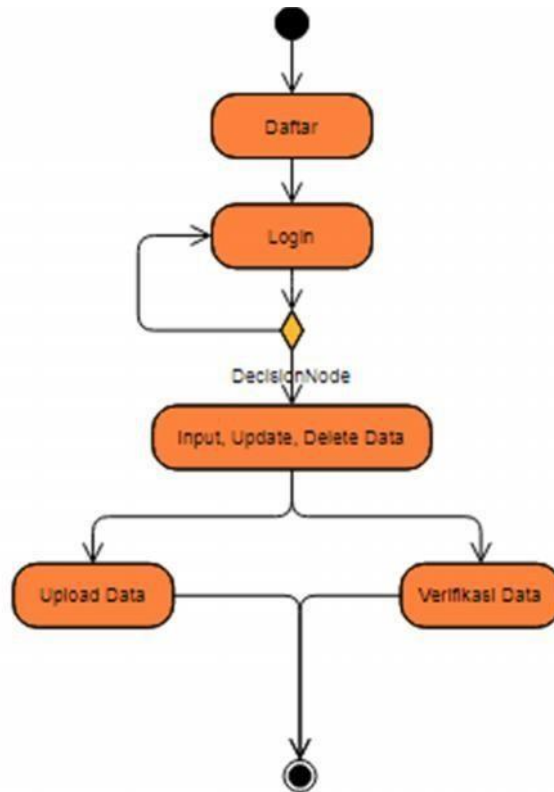 Daftar
Login
DecisionNode
Input, Update, Delete Data
Upload Data
Verifikasi Data